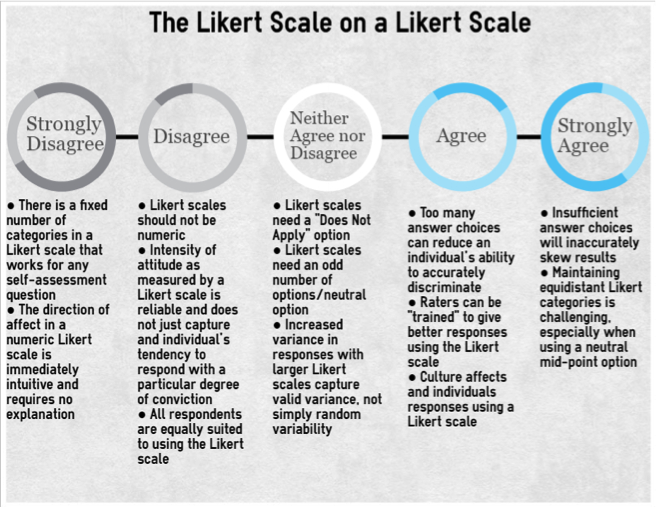 The Likert Scale on a Likert Scale
Strongly
Disagree
Disagree
Neither
Agree nor
Disagree
Agree
Strongly
Agree
● There is a fixed
number of
categories in a
Likert scale that
works for any
self-assessment
question
● The direction of
affect in a
numeric Likert
scale is
immediately
intuitive and
requires no
explanation
● Likert scales
should not be
numeric
● Intensity of
attitude as
measured by a
Likert scale is
reliable and does
not just capture
and individual's
tendency to
respond with a
particular degree
of conviction
● All respondents
are equally suited
to using the Likert
scale
● Likert scales
need a "Does Not
Apply" option
● Likert scales
need an odd
number of
options/neutral
option
● Increased
variance in
responses with
larger Likert
scales capture
valid variance, not
simply random
variability
● Too many
answer choices
can reduce an
individual's ability
to accurately
discriminate
● Raters can be
"trained" to give
better responses
using the Likert
scale
● Culture affects
and individuals
responses using a
Likert scale
● Insufficient
answer choices
will inaccurately
skew results
● Maintaining
equidistant Likert
categories is
challenging,
especially when
using a neutral
mid-point option